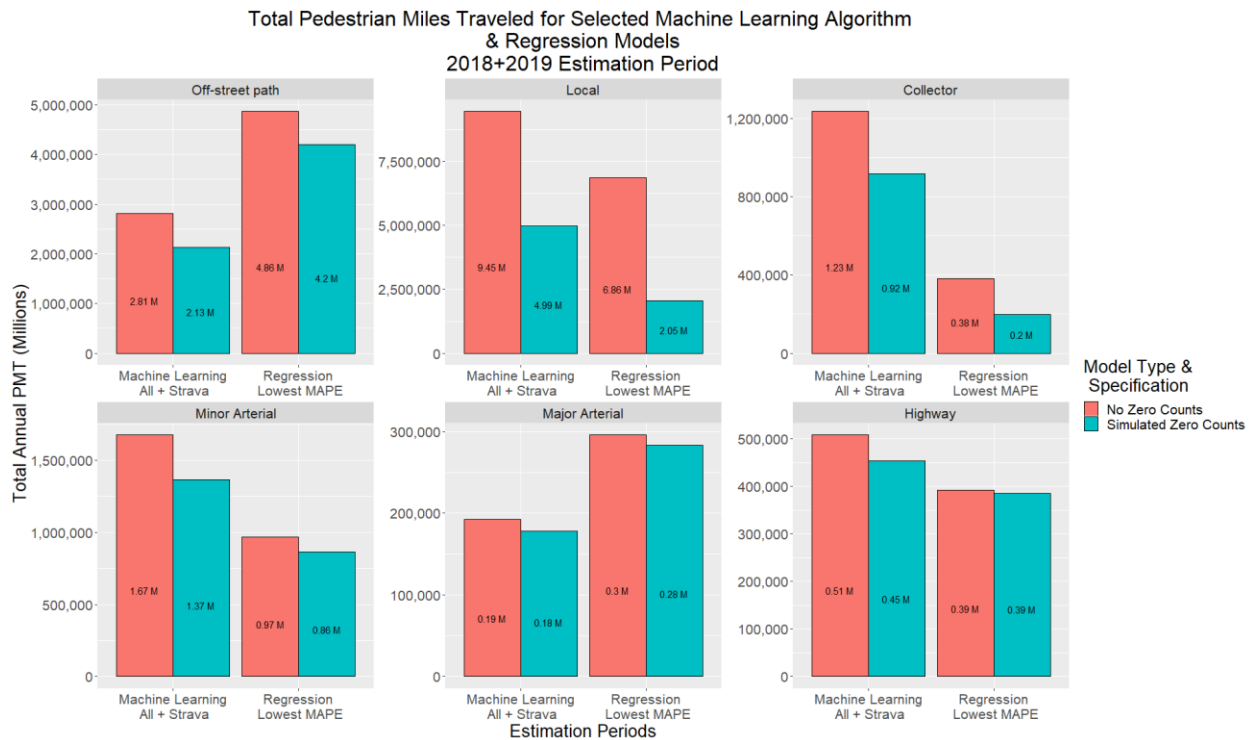 Total Pedestrian Miles Traveled for Selected Machine Learning Algorithm
& Regression Models
2018+2019 Estimation Period
Total Annual PMT (Millions)
Off-street path
5,000,000
4,000,000
3,000,000
2,000,000
1,000,000
0
2.81 M
2.13 M
4.86 M
4.2 M
Machine Learning
All + Strava
Regression
Lowest MAPE
Local
7,500,000
5,000,000
2,500,000
0
9.45 M
4.99 M
6.86 M
2.05 M
Machine Learning
All + Strava
Regression
Lowest MAPE
Collector
1,200,000
800,000
400,000
0
1.23 M
0.92 M
0.38 M
0.2 M
Machine Learning
All + Strava
Regression
Lowest MAPE
Minor Arterial
1,500,000
1,000,000
500,000
0
1.67 M
1.37 M
0.97 M
0.86 M
Machine Learning
All + Strava
Regression
Lowest MAPE
Major Arterial
300,000
200,000
100,000
0
0.19 M
0.18 M
0.3 M
0.28 M
Machine Learning
All + Strava
Regression
Lowest MAPE
Highway
500,000
400,000
300,000
200,000
100,000
0
0.51 M
0.45 M
0.39 M
0.39 M
Machine Learning
All + Strava
Regression
Lowest MAPE
Estimation Periods
Model Type &
Specification
No Zero Counts
Simulated Zero Counts